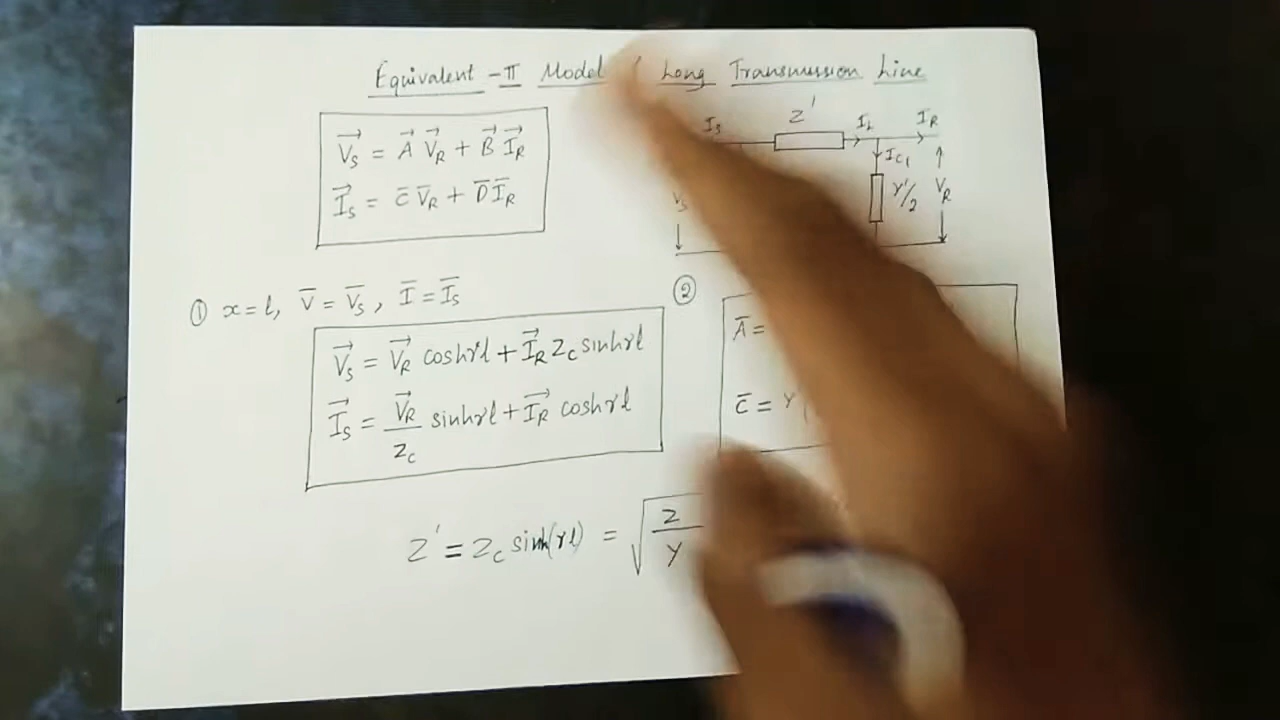 Equivalent - π Model Long Transmission Line
V⃗s = A⃗ V⃗R + B⃗ I⃗R
I⃗s = C̄ V̄R + D̄ ĪR
Is
Z'
IL
IR
IC1
Y'/2
Vs
VR
① x = l, V̄ = V̄s, Ī = Īs
V⃗s = V⃗R coshγl + I⃗R Zc sinhγl
I⃗s = V⃗R/Zc sinhγl + I⃗R coshγl
②
Ā =
C̄ = Y
Z' = Zc sinh(γl) = √Z/Y